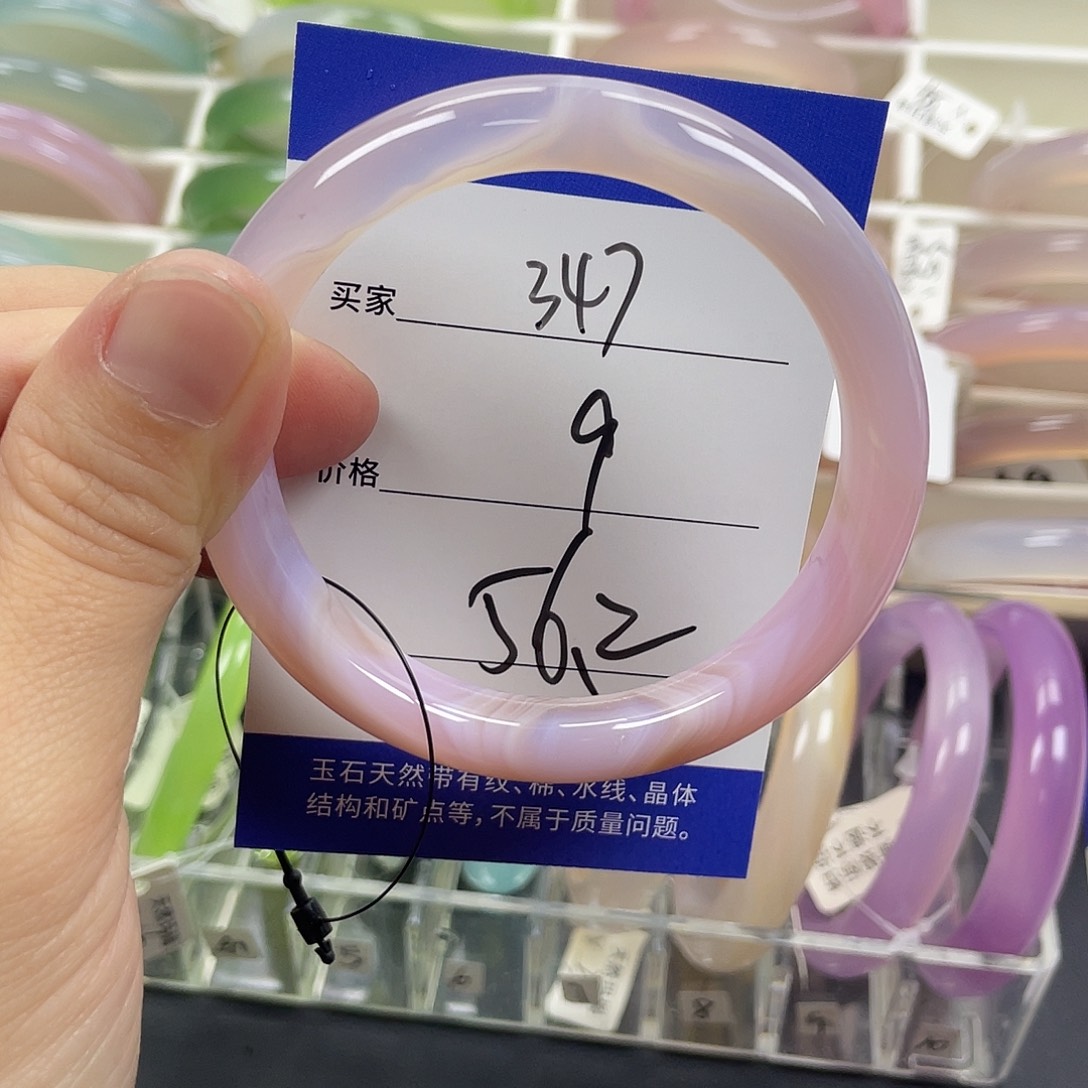 买家 347
价格 9
56.2
玉石天然带有纹、棉、水线、晶体
结构和矿点等，不属于质量问题。